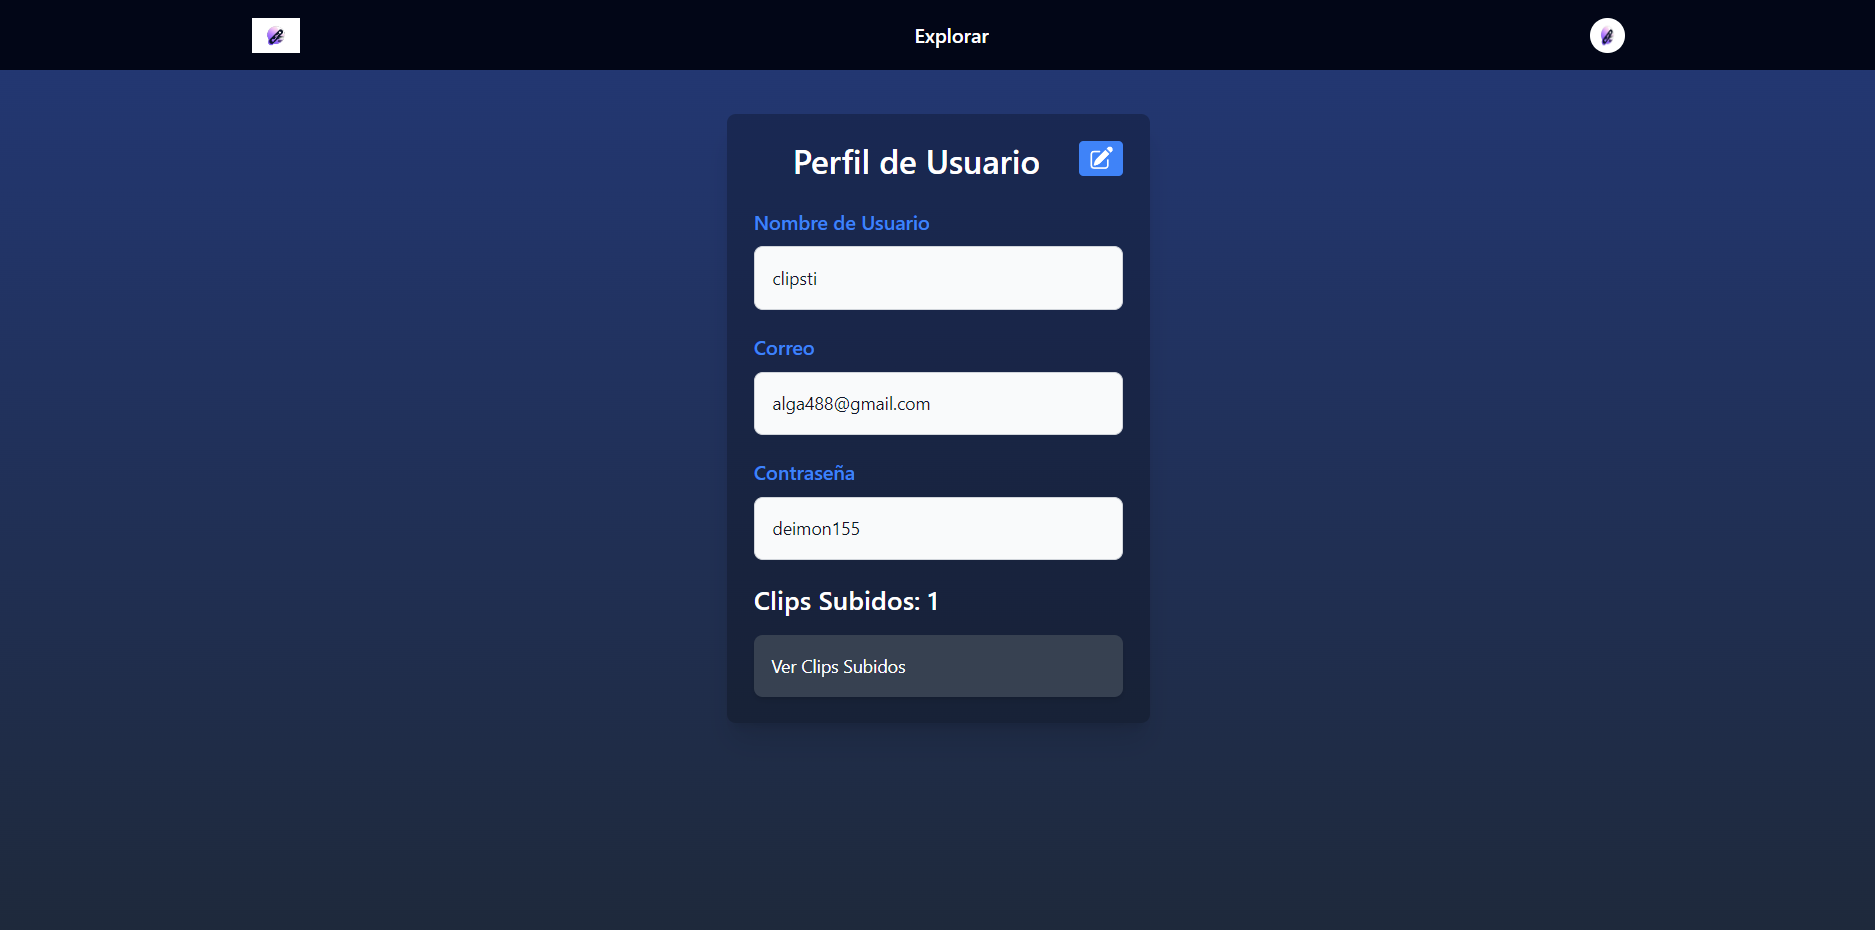 Explorar
Perfil de Usuario
Nombre de Usuario
clipsti
Correo
alga488@gmail.com
Contraseña
deimon155
Clips Subidos: 1
Ver Clips Subidos